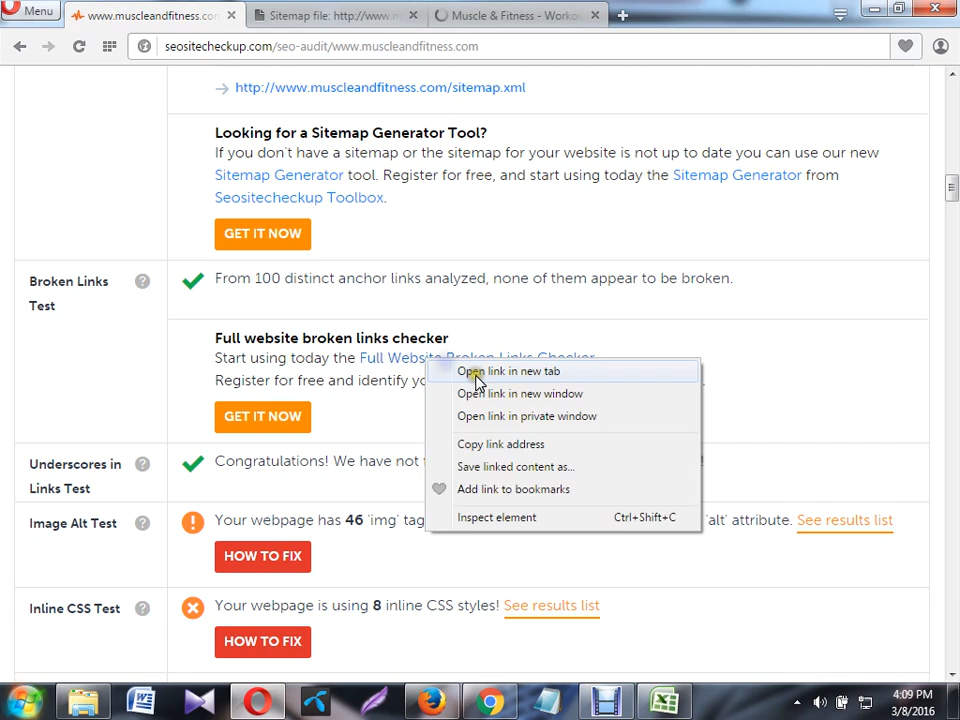 Menu
www.muscleandfitness.com
Sitemap file: http://www.m
Muscle & Fitness - Workou
seositecheckup.com/seo-audit/www.muscleandfitness.com
http://www.muscleandfitness.com/sitemap.xml
Looking for a Sitemap Generator Tool?
If you don't have a sitemap or the sitemap for your website is not up to date you can use our new
Sitemap Generator tool. Register for free, and start using today the Sitemap Generator from
Seositecheckup Toolbox.
GET IT NOW
Broken Links
Test
?
From 100 distinct anchor links analyzed, none of them appear to be broken.
Full website broken links checker
Start using today the Full Website Broken Links Checker
Register for free and identify
GET IT NOW
Open link in new tab
Open link in new window
Open link in private window
Copy link address
Save linked content as...
Add link to bookmarks
Inspect element Ctrl+Shift+C
Underscores in
Links Test
?
Congratulations! We have not
Image Alt Test
?
Your webpage has 46 'img' tag 'alt' attribute. See results list
HOW TO FIX
Inline CSS Test
?
Your webpage is using 8 inline CSS styles! See results list
HOW TO FIX
4:09 PM
3/8/2016